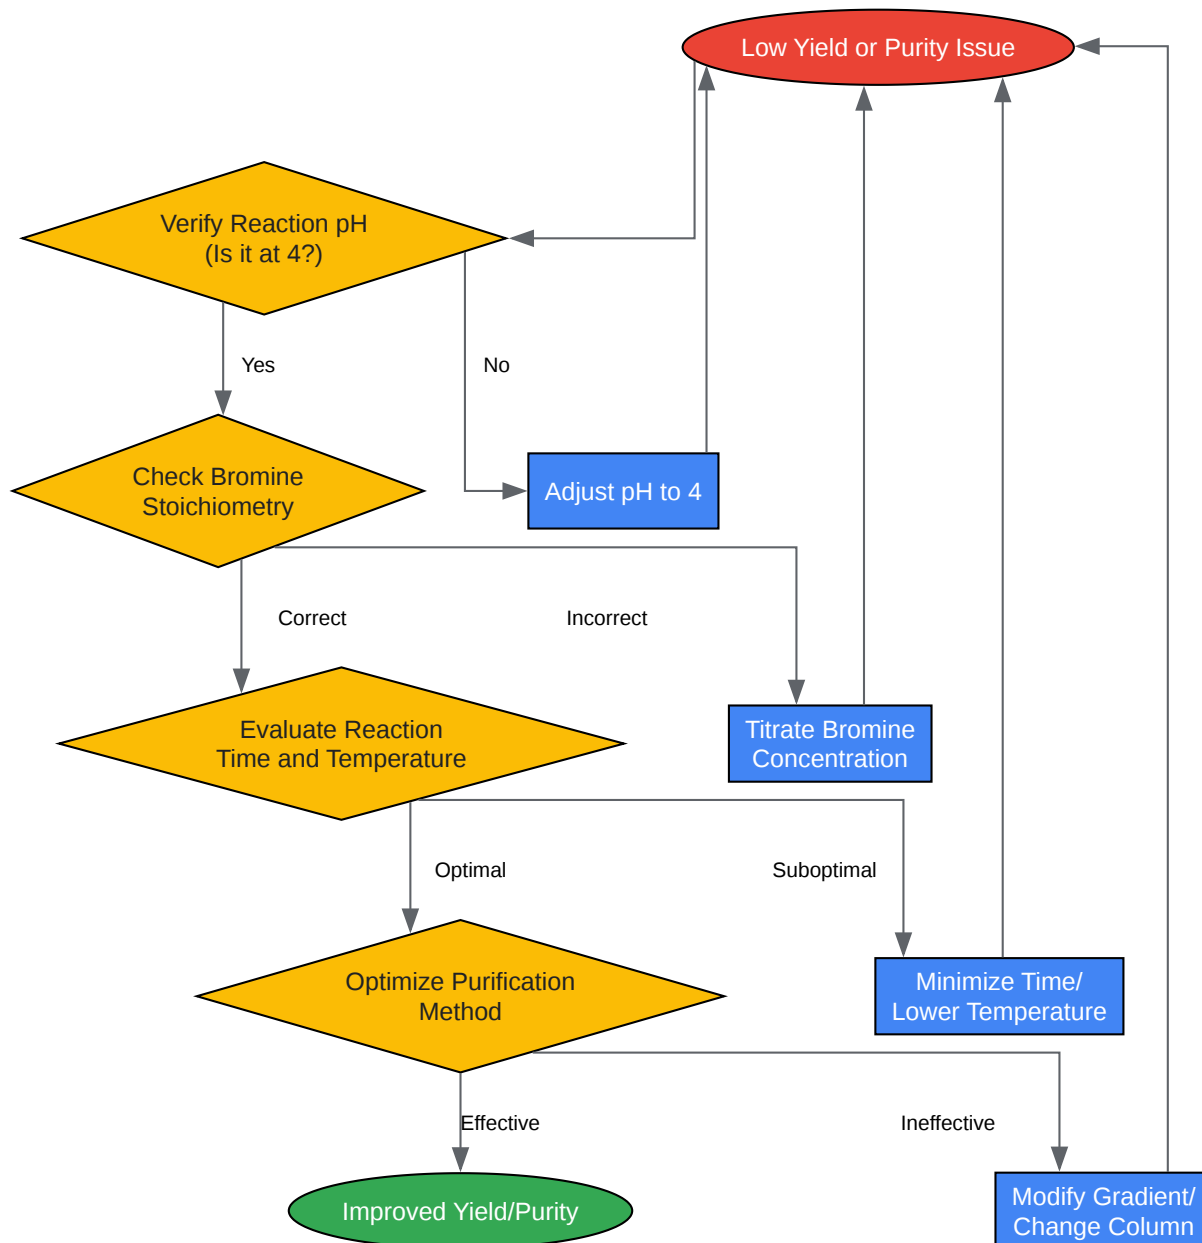 Low Yield or Purity Issue
Verify Reaction pH
(Is it at 4?)
Yes
No
Check Bromine
Stoichiometry
Adjust pH to 4
Correct
Incorrect
Evaluate Reaction
Time and Temperature
Titrate Bromine
Concentration
Optimal
Suboptimal
Optimize Purification
Method
Minimize Time/
Lower Temperature
Effective
Ineffective
Improved Yield/Purity
Modify Gradient/
Change Column